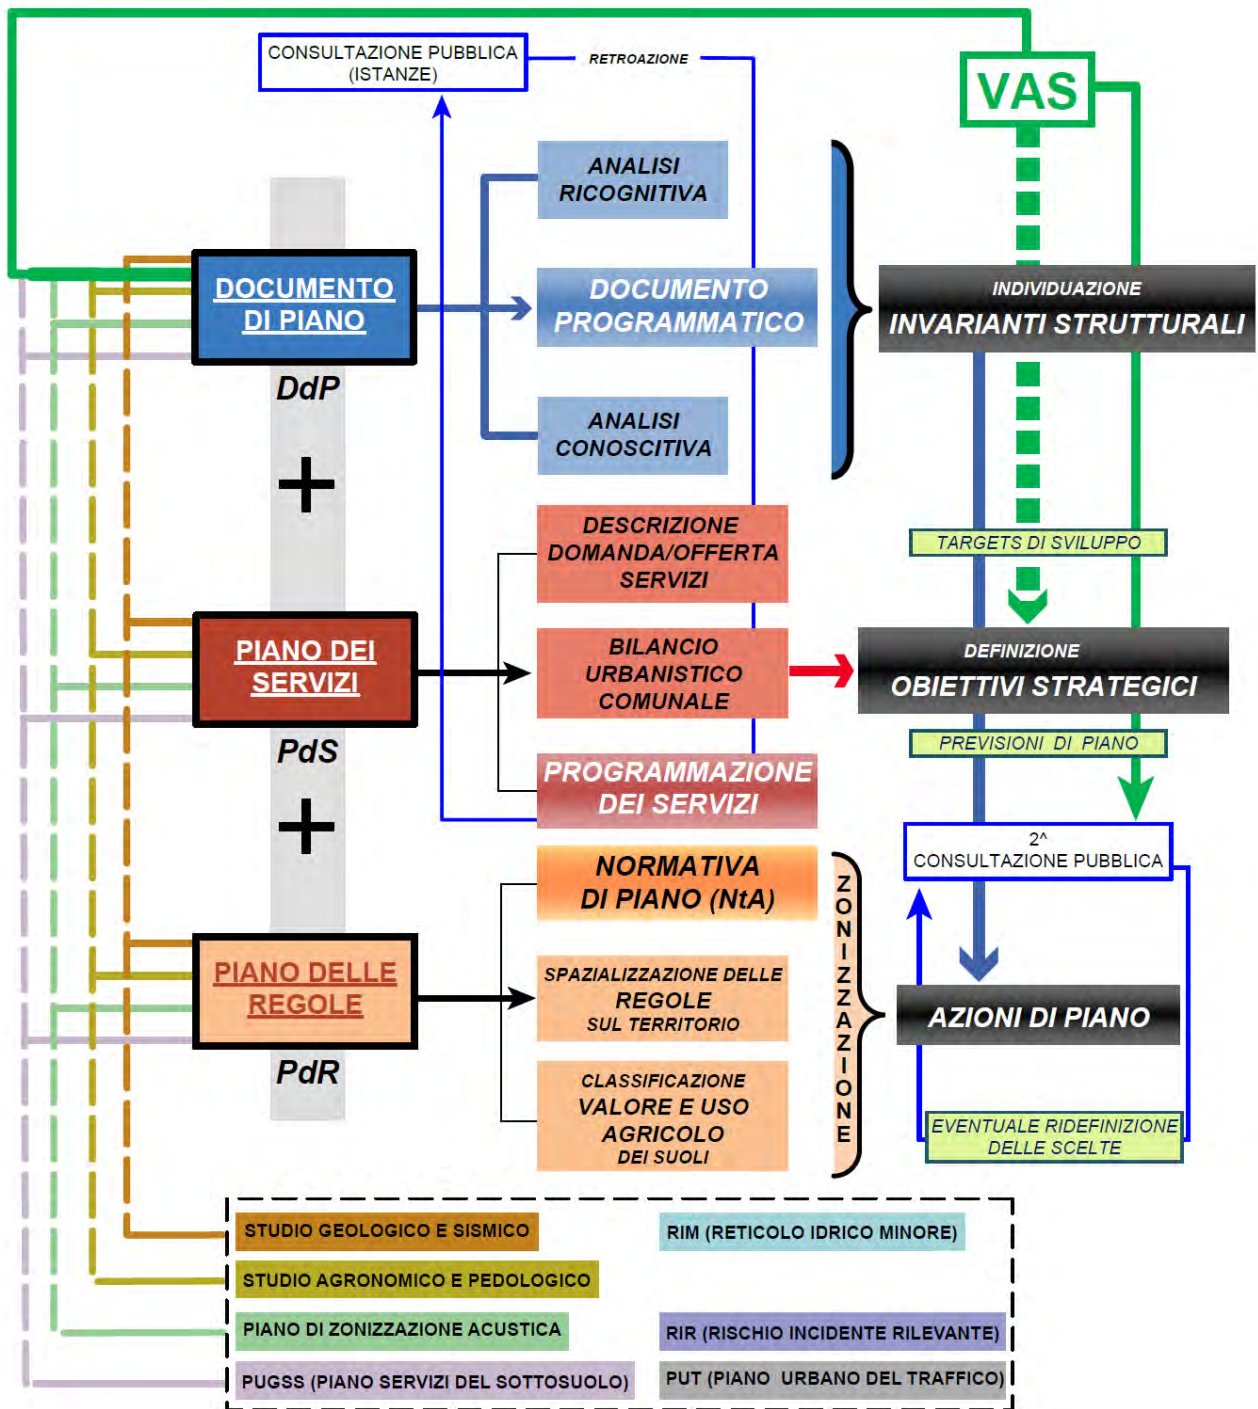 CONSULTAZIONE PUBBLICA
(ISTANZE)
RETROAZIONE
VAS
ANALISI
RICOGNITIVA
DOCUMENTO
DI PIANO
DdP
DOCUMENTO
PROGRAMMATICO
INDIVIDUAZIONE
INVARIANTI STRUTTURALI
ANALISI
CONOSCITIVA
+
DESCRIZIONE
DOMANDA/OFFERTA
SERVIZI
TARGETS DI SVILUPPO
PIANO DEI
SERVIZI
PdS
BILANCIO
URBANISTICO
COMUNALE
DEFINIZIONE
OBIETTIVI STRATEGICI
PREVISIONI DI PIANO
PROGRAMMAZIONE
DEI SERVIZI
+
2^
CONSULTAZIONE PUBBLICA
NORMATIVA
DI PIANO (NtA)
ZONIZZAZIONE
PIANO DELLE
REGOLE
PdR
SPAZIALIZZAZIONE DELLE
REGOLE
SUL TERRITORIO
AZIONI DI PIANO
CLASSIFICAZIONE
VALORE E USO
AGRICOLO
DEI SUOLI
EVENTUALE RIDEFINIZIONE
DELLE SCELTE
STUDIO GEOLOGICO E SISMICO
RIM (RETICOLO IDRICO MINORE)
STUDIO AGRONOMICO E PEDOLOGICO
PIANO DI ZONIZZAZIONE ACUSTICA
RIR (RISCHIO INCIDENTE RILEVANTE)
PUGSS (PIANO SERVIZI DEL SOTTOSUOLO)
PUT (PIANO URBANO DEL TRAFFICO)